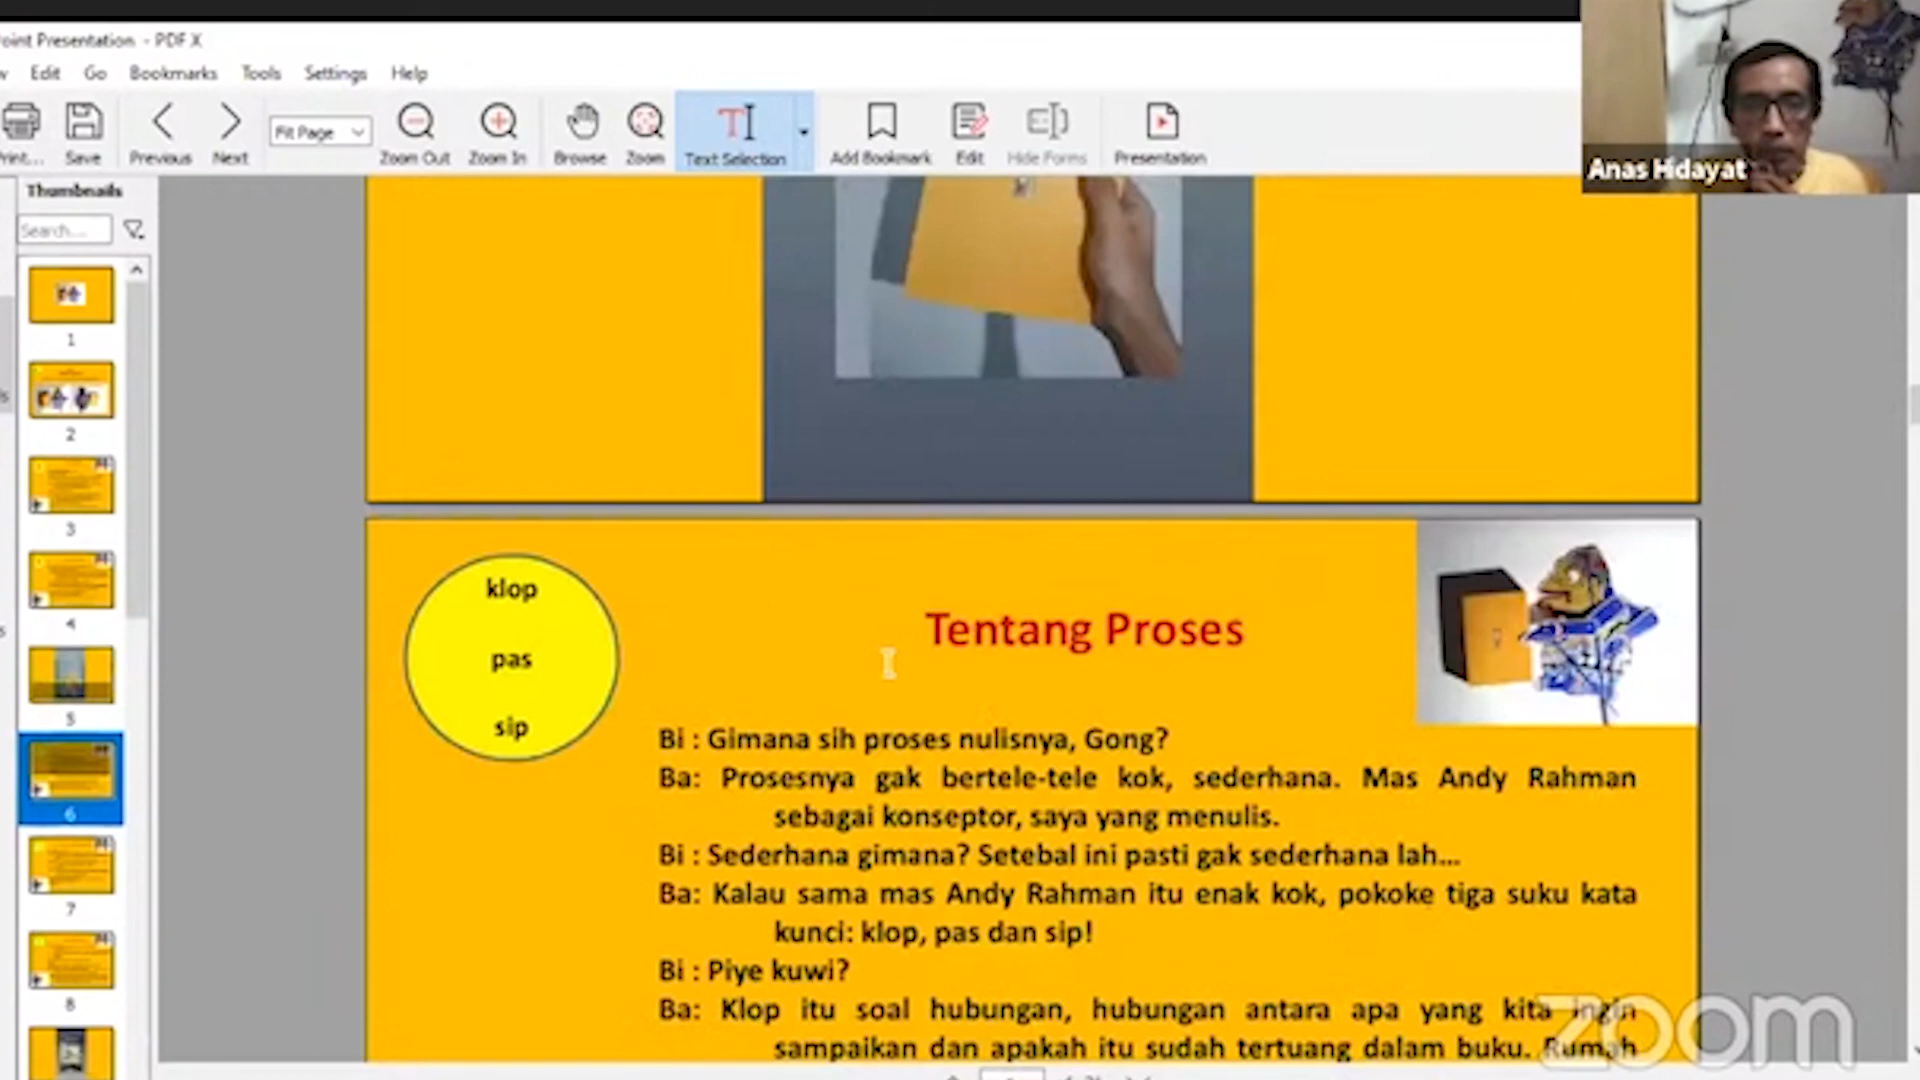 Point Presentation - PDF X
Edit Go Bookmarks Tools Settings Help
Print... Save Previous Next Fit Page Zoom Out Zoom In Browse Zoom Text Selection Add Bookmark Edit Hide Forms Presentation
Anas Hidayat
Thumbnails
Search...
1
2
3
4
5
6
7
8
klop
pas
sip
Tentang Proses
Bi : Gimana sih proses nulisnya, Gong?
Ba: Prosesnya gak bertele-tele kok, sederhana. Mas Andy Rahman
sebagai konseptor, saya yang menulis.
Bi : Sederhana gimana? Setebal ini pasti gak sederhana lah...
Ba: Kalau sama mas Andy Rahman itu enak kok, pokoke tiga suku kata
kunci: klop, pas dan sip!
Bi : Piye kuwi?
Ba: Klop itu soal hubungan, hubungan antara apa yang kita ingin
sampaikan dan apakah itu sudah tertuang dalam buku. Rumah
zoom